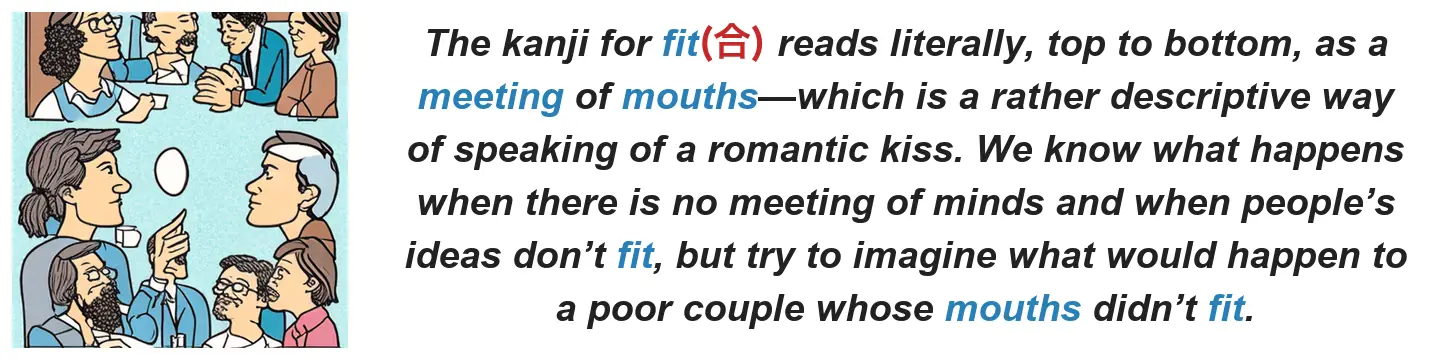 The kanji for fit(合) reads literally, top to bottom, as a
meeting of mouths—which is a rather descriptive way
of speaking of a romantic kiss. We know what happens
when there is no meeting of minds and when people’s
ideas don’t fit, but try to imagine what would happen to
a poor couple whose mouths didn’t fit.